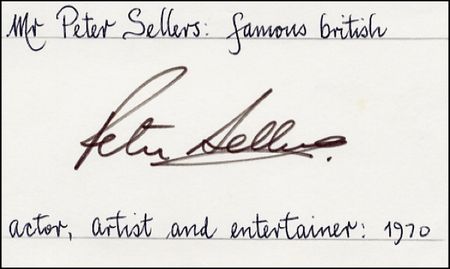 Mr Peter Sellers: famous british
Peter Sellers.
actor, artist and entertainer: 1970